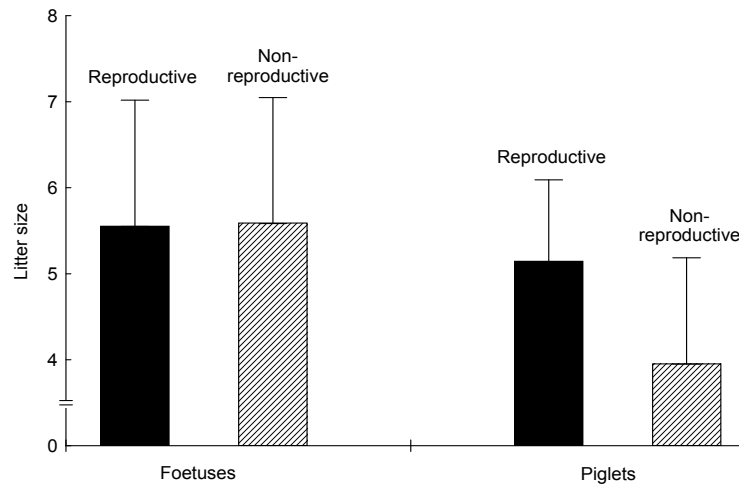 8
7
6
5
4
0
Litter size
Reproductive
Non-
reproductive
Reproductive
Non-
reproductive
Foetuses
Piglets